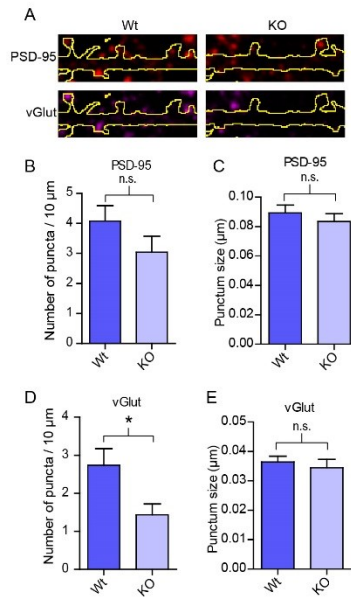 A
Wt KO
PSD-95
vGlut
B
PSD-95
n.s.
Number of puncta / 10 µm
5
4
3
2
1
0
Wt KO
C
PSD-95
n.s.
Punctum size (µm)
0.10
0.08
0.06
0.04
0.02
0.00
Wt KO
D
vGlut
*
Number of puncta / 10 µm
3
2
1
0
Wt KO
E
vGlut
n.s.
Punctum size (µm)
0.05
0.04
0.03
0.02
0.01
0.00
Wt KO